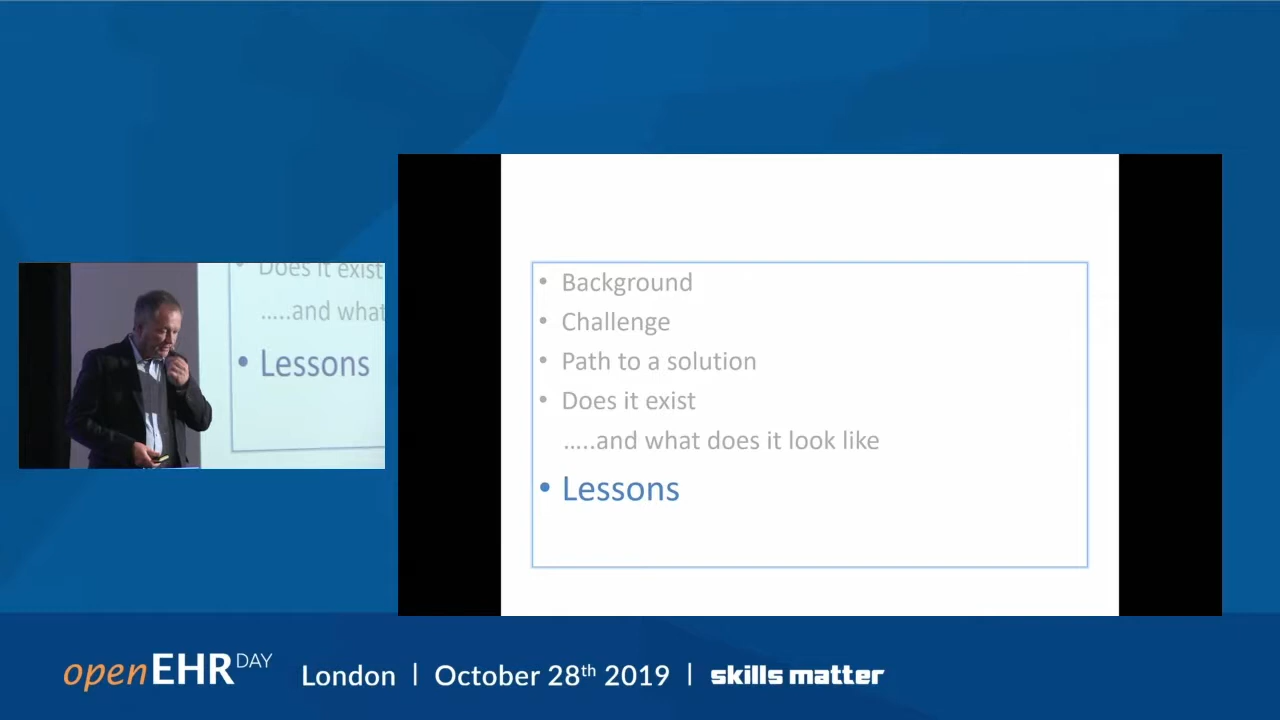 Does it exist
.....and what
• Lessons
• Background
• Challenge
• Path to a solution
• Does it exist
.....and what does it look like
• Lessons
openEHR DAY London | October 28th 2019 | skills matter